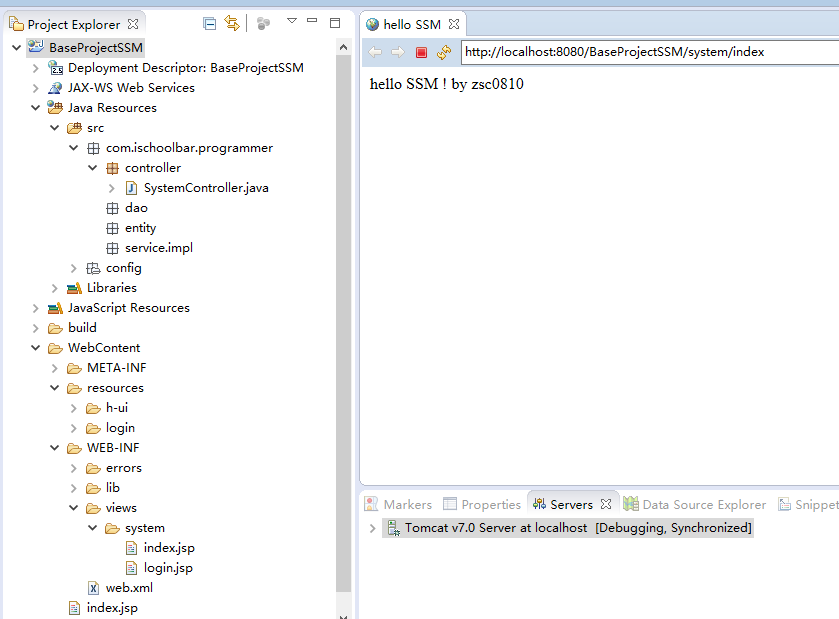 Project Explorer
BaseProjectSSM
Deployment Descriptor: BaseProjectSSM
JAX-WS Web Services
Java Resources
src
com.ischoolbar.programmer
controller
SystemController.java
dao
entity
service.impl
config
Libraries
JavaScript Resources
build
WebContent
META-INF
resources
h-ui
login
WEB-INF
errors
lib
views
system
index.jsp
login.jsp
web.xml
index.jsp
hello SSM
http://localhost:8080/BaseProjectSSM/system/index
hello SSM ! by zsc0810
Markers Properties Servers Data Source Explorer Snippet
Tomcat v7.0 Server at localhost [Debugging, Synchronized]